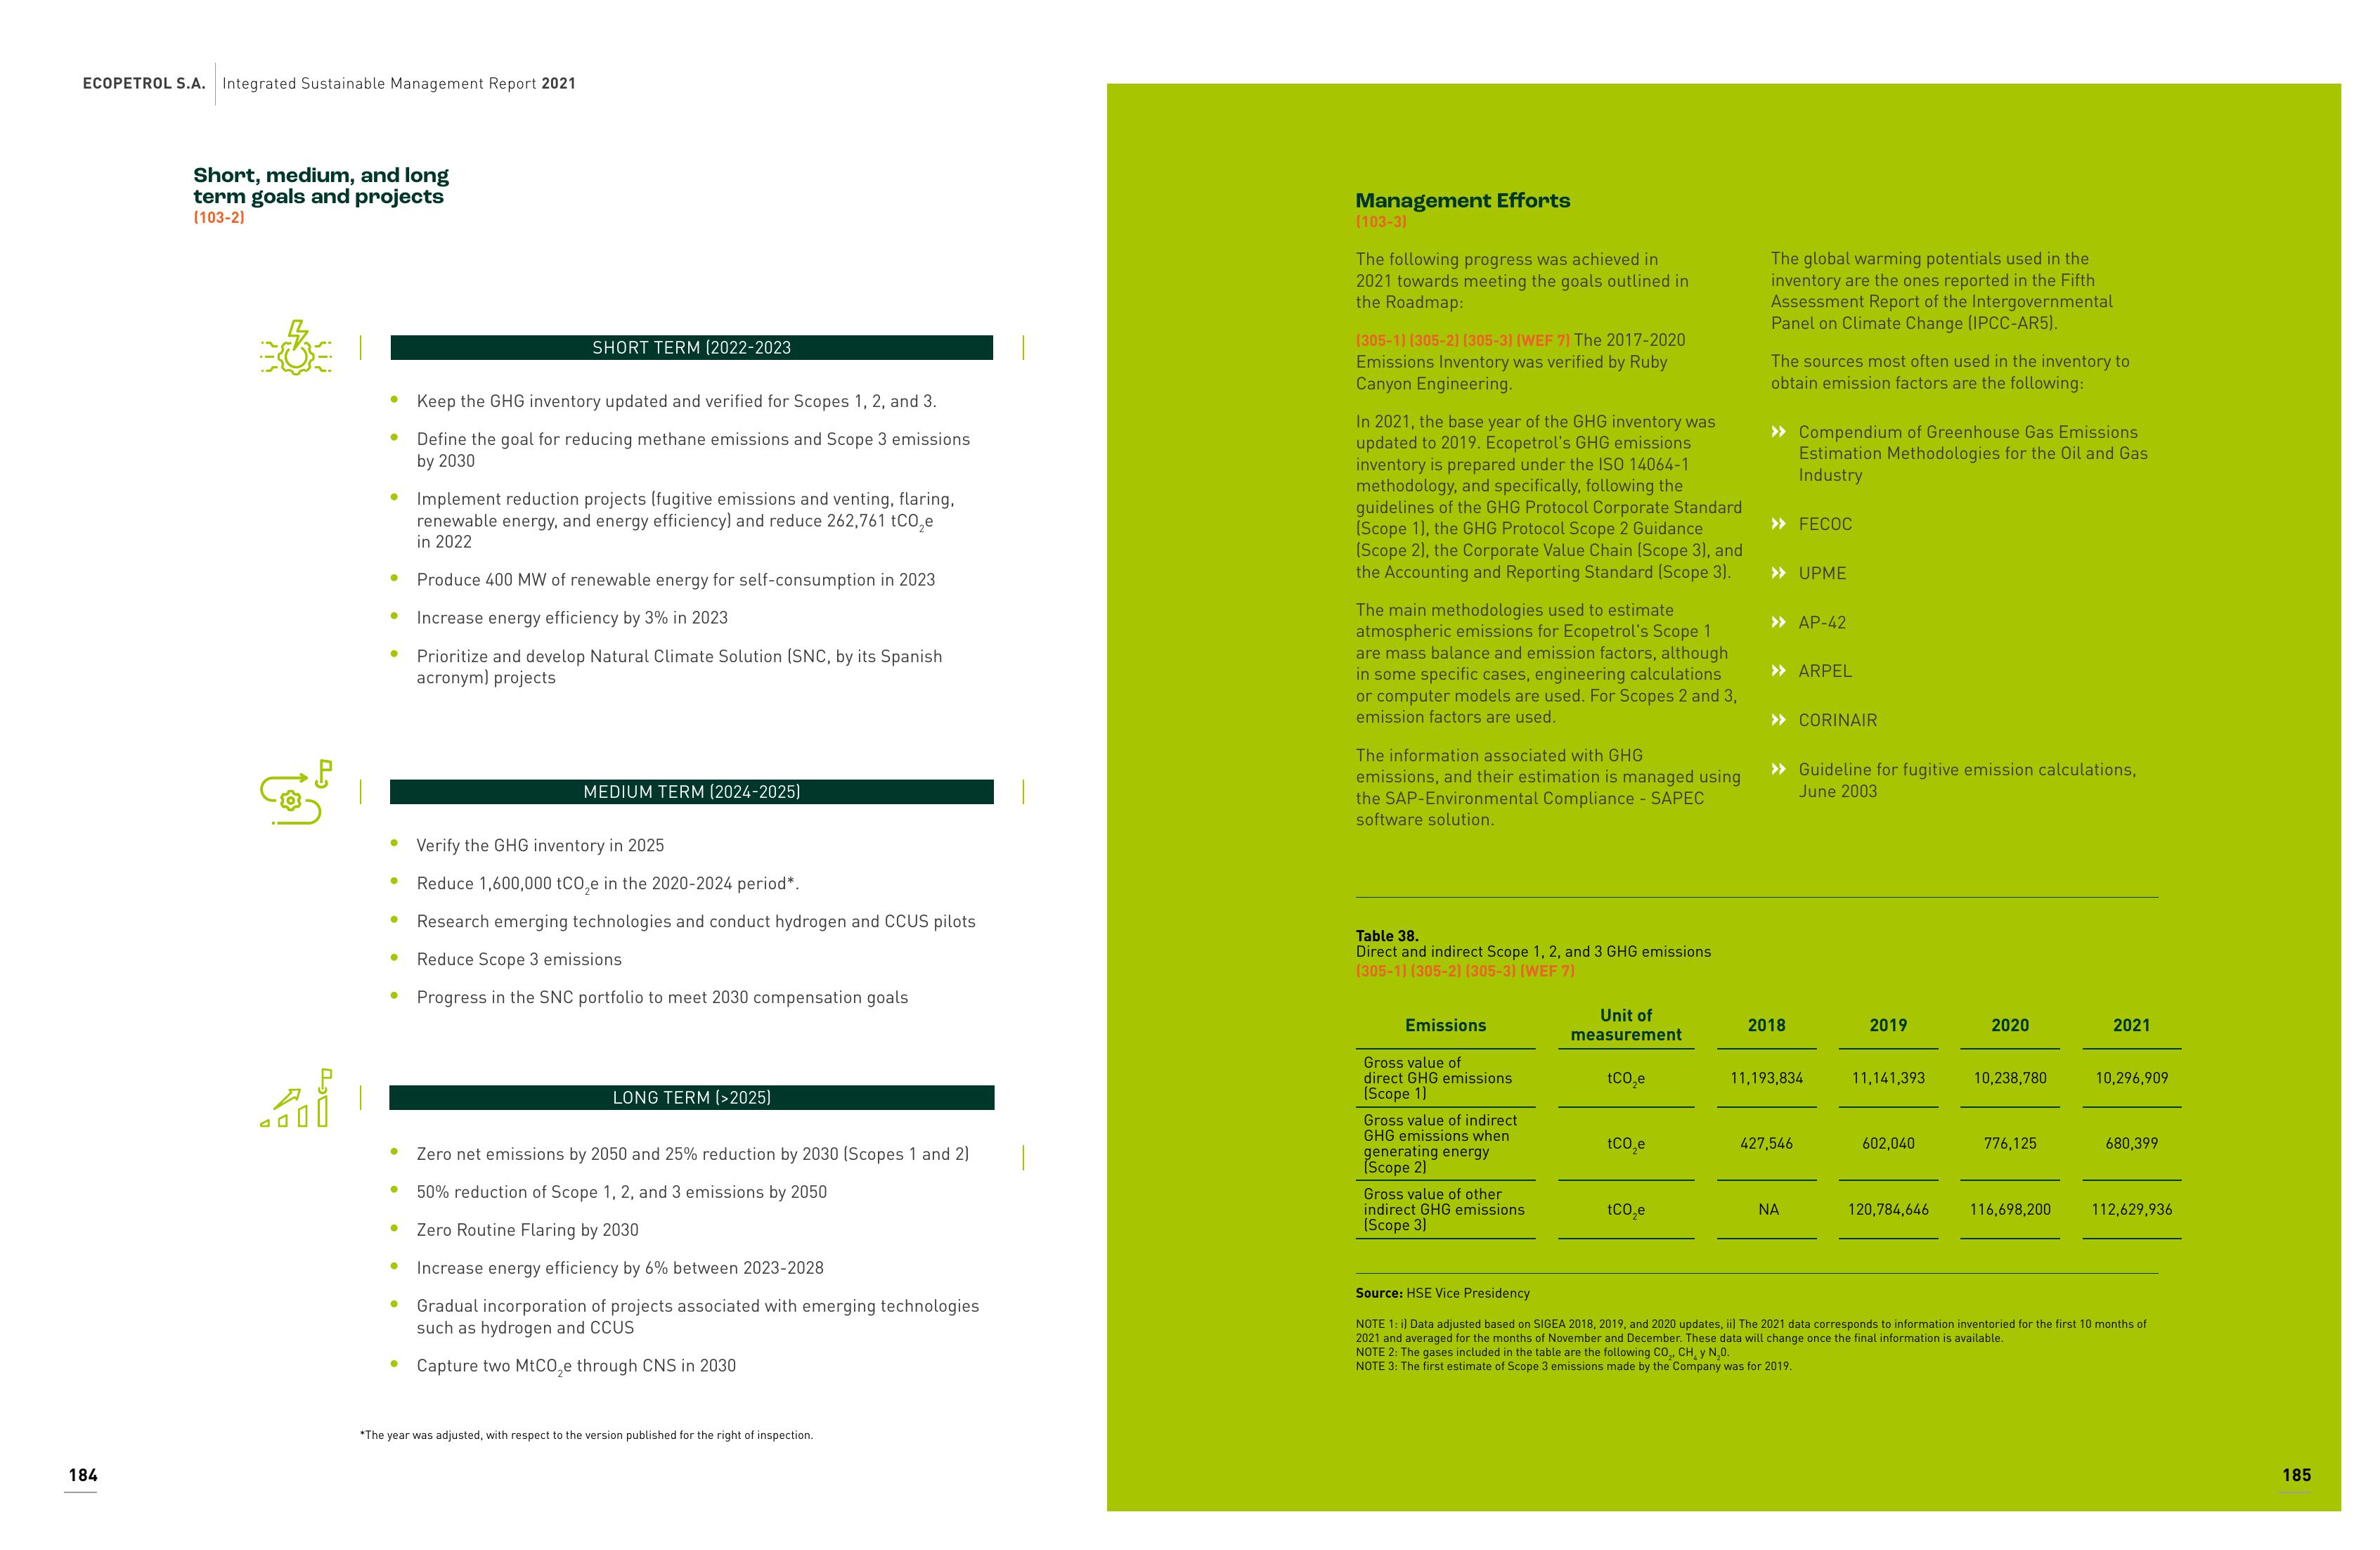 ECOPETROL S.A. Integrated Sustainable Management Report 2021
Short, medium, and long
term goals and projects
(103-2)
SHORT TERM (2022-2023
Keep the GHG inventory updated and verified for Scopes 1, 2, and 3.
Define the goal for reducing methane emissions and Scope 3 emissions
by 2030
Implement reduction projects (fugitive emissions and venting, flaring,
renewable energy, and energy efficiency) and reduce 262,761 tCO2e
in 2022
Produce 400 MW of renewable energy for self-consumption in 2023
Increase energy efficiency by 3% in 2023
Prioritize and develop Natural Climate Solution (SNC, by its Spanish
acronym) projects
MEDIUM TERM (2024-2025)
Verify the GHG inventory in 2025
Reduce 1,600,000 tCO2e in the 2020-2024 period*.
Research emerging technologies and conduct hydrogen and CCUS pilots
Reduce Scope 3 emissions
Progress in the SNC portfolio to meet 2030 compensation goals
LONG TERM (>2025)
Zero net emissions by 2050 and 25% reduction by 2030 (Scopes 1 and 2)
50% reduction of Scope 1, 2, and 3 emissions by 2050
Zero Routine Flaring by 2030
Increase energy efficiency by 6% between 2023-2028
Gradual incorporation of projects associated with emerging technologies
such as hydrogen and CCUS
Capture two MtCO2e through CNS in 2030
*The year was adjusted, with respect to the version published for the right of inspection.
184
Management Efforts
(103-3)
The following progress was achieved in
2021 towards meeting the goals outlined in
the Roadmap:
(305-1) (305-2) (305-3) (WEF 7) The 2017-2020
Emissions Inventory was verified by Ruby
Canyon Engineering.
In 2021, the base year of the GHG inventory was
updated to 2019. Ecopetrol's GHG emissions
inventory is prepared under the ISO 14064-1
methodology, and specifically, following the
guidelines of the GHG Protocol Corporate Standard
(Scope 1), the GHG Protocol Scope 2 Guidance
(Scope 2), the Corporate Value Chain (Scope 3), and
the Accounting and Reporting Standard (Scope 3).
The main methodologies used to estimate
atmospheric emissions for Ecopetrol's Scope 1
are mass balance and emission factors, although
in some specific cases, engineering calculations
or computer models are used. For Scopes 2 and 3,
emission factors are used.
The information associated with GHG
emissions, and their estimation is managed using
the SAP-Environmental Compliance - SAPEC
software solution.
The global warming potentials used in the
inventory are the ones reported in the Fifth
Assessment Report of the Intergovernmental
Panel on Climate Change (IPCC-AR5).
The sources most often used in the inventory to
obtain emission factors are the following:
Compendium of Greenhouse Gas Emissions
Estimation Methodologies for the Oil and Gas
Industry
FECOC
UPME
AP-42
ARPEL
CORINAIR
Guideline for fugitive emission calculations,
June 2003
Table 38.
Direct and indirect Scope 1, 2, and 3 GHG emissions
(305-1) (305-2) (305-3) (WEF 7)
Emissions Unit of measurement 2018 2019 2020 2021
Gross value of
direct GHG emissions
(Scope 1)
tCO2e 11,193,834 11,141,393 10,238,780 10,296,909
Gross value of indirect
GHG emissions when
generating energy
(Scope 2)
tCO2e 427,546 602,040 776,125 680,399
Gross value of other
indirect GHG emissions
(Scope 3)
tCO2e NA 120,784,646 116,698,200 112,629,936
Source: HSE Vice Presidency
NOTE 1: i) Data adjusted based on SIGEA 2018, 2019, and 2020 updates, ii) The 2021 data corresponds to information inventoried for the first 10 months of
2021 and averaged for the months of November and December. These data will change once the final information is available.
NOTE 2: The gases included in the table are the following CO2, CH4 y N20.
NOTE 3: The first estimate of Scope 3 emissions made by the Company was for 2019.
185